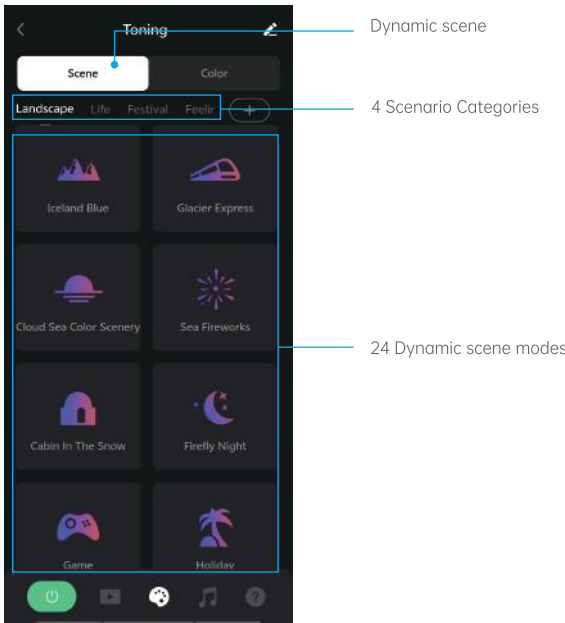 Toning
Dynamic scene
Scene
Color
Landscape Life Festival Feelin
4 Scenario Categories
Iceland Blue
Glacier Express
Cloud Sea Color Scenery
Sea Fireworks
24 Dynamic scene modes
Cabin In The Snow
Firefly Night
Game
Holiday